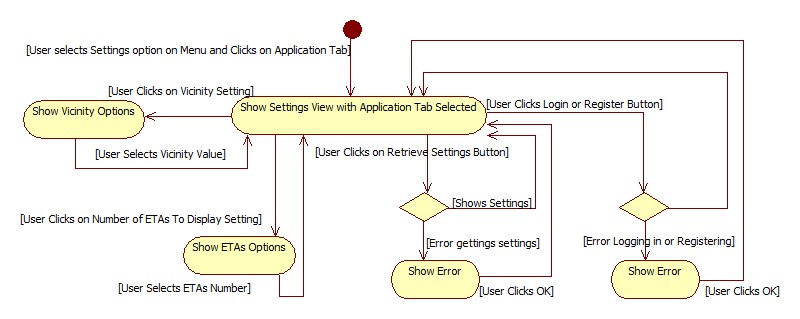 [User selects Settings option on Menu and Clicks on Application Tab]
[User Clicks on Vicinity Setting]
Show Vicinity Options
Show Settings View with Application Tab Selected
[User Clicks Login or Register Button]
[User Selects Vicinity Value]
[User Clicks on Retrieve Settings Button]
[Shows Settings]
[User Clicks on Number of ETAs To Display Setting]
Show ETAs Options
[Error gettings settings]
[Error Logging in or Registering]
Show Error
Show Error
[User Selects ETAs Number]
[User Clicks OK]
[User Clicks OK]